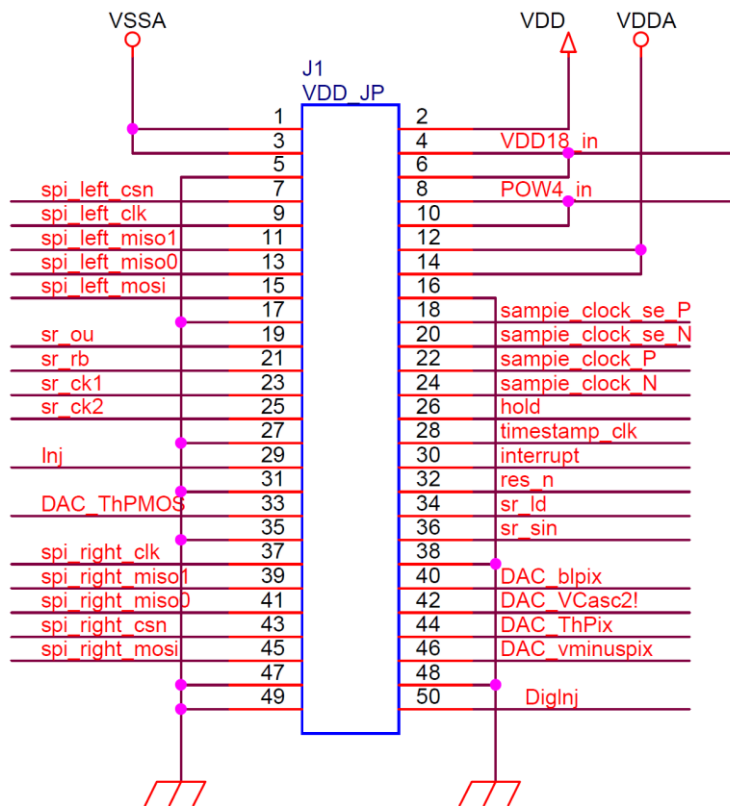 VSSA VDD VDDA
J1
VDD_JP
1 2
3 4 VDD18_in
5 6
spi_left_csn 7 8 POW4_in
spi_left_clk 9 10
spi_left_miso1 11 12
spi_left_miso0 13 14
spi_left_mosi 15 16
17 18 sampie_clock_se_P
sr_ou 19 20 sampie_clock_se_N
sr_rb 21 22 sampie_clock_P
sr_ck1 23 24 sampie_clock_N
sr_ck2 25 26 hold
27 28 timestamp_clk
Inj 29 30 interrupt
31 32 res_n
DAC_ThPMOS 33 34 sr_ld
35 36 sr_sin
spi_right_clk 37 38
spi_right_miso1 39 40 DAC_blpix
spi_right_miso0 41 42 DAC_VCasc2!
spi_right_csn 43 44 DAC_ThPix
spi_right_mosi 45 46 DAC_vminuspix
47 48
49 50 DigInj